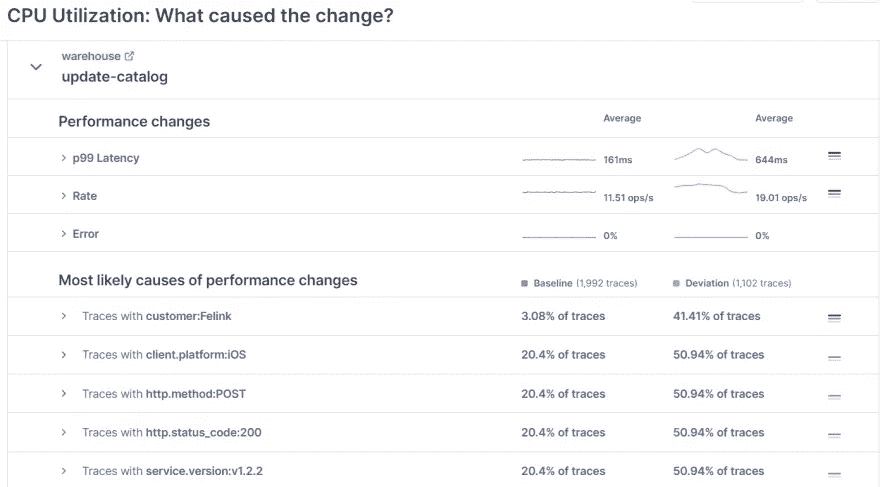 CPU Utilization: What caused the change?
warehouse
update-catalog
Performance changes Average Average
p99 Latency 161ms 644ms
Rate 11.51 ops/s 19.01 ops/s
Error 0% 0%
Most likely causes of performance changes Baseline (1,992 traces) Deviation (1,102 traces)
Traces with customer:Felink 3.08% of traces 41.41% of traces
Traces with client.platform:iOS 20.4% of traces 50.94% of traces
Traces with http.method:POST 20.4% of traces 50.94% of traces
Traces with http.status_code:200 20.4% of traces 50.94% of traces
Traces with service.version:v1.2.2 20.4% of traces 50.94% of traces